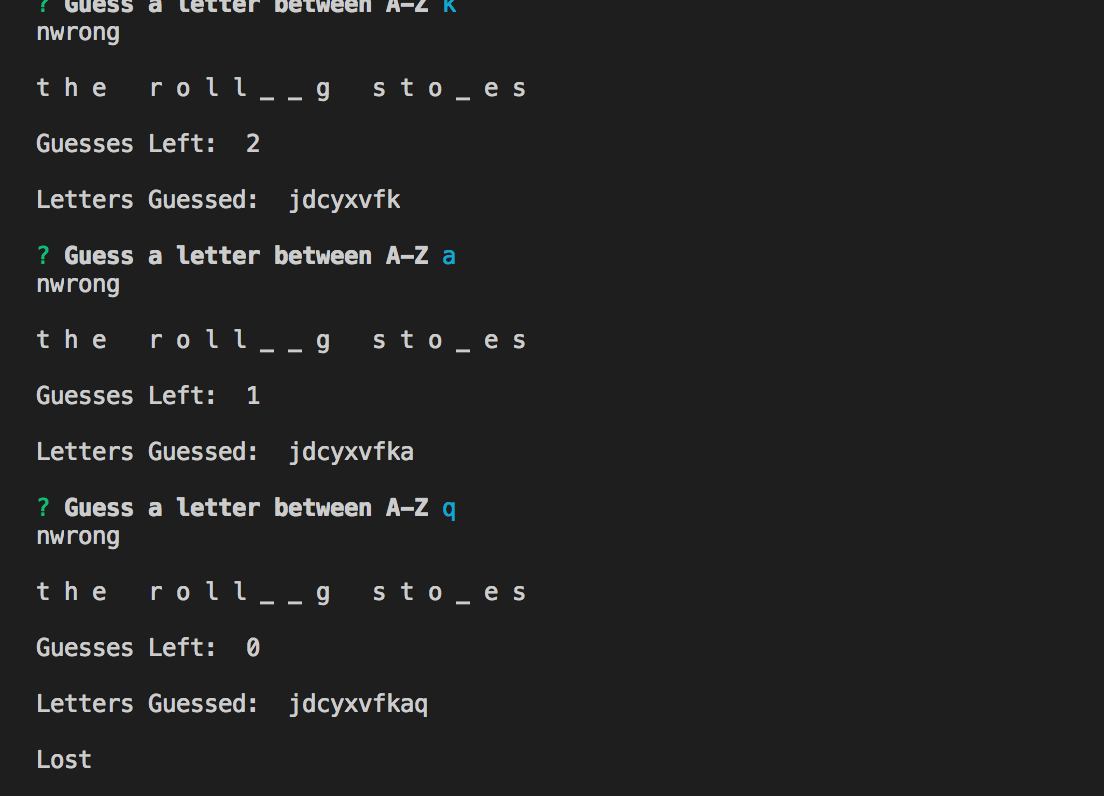 ? Guess a letter between A-Z k
nwrong
t h e   r o l l _ _ g   s t o _ e s
Guesses Left:  2
Letters Guessed:  jdcyxvfk
? Guess a letter between A-Z a
nwrong
t h e   r o l l _ _ g   s t o _ e s
Guesses Left:  1
Letters Guessed:  jdcyxvfka
? Guess a letter between A-Z q
nwrong
t h e   r o l l _ _ g   s t o _ e s
Guesses Left:  0
Letters Guessed:  jdcyxvfkaq
Lost